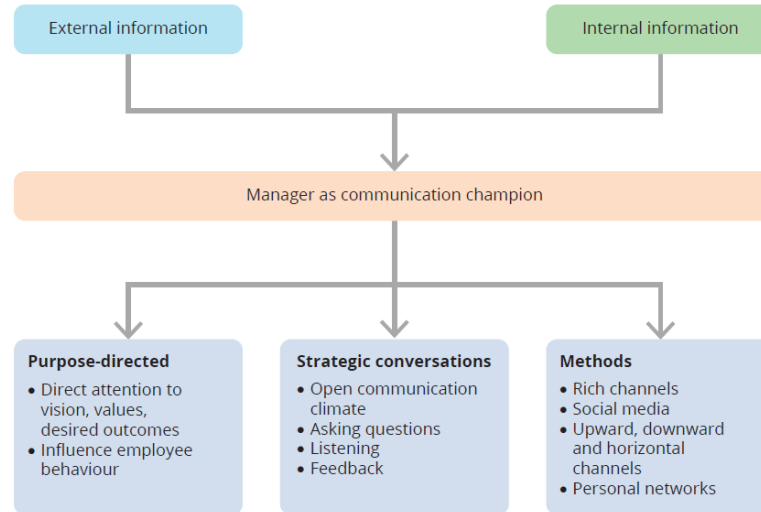 External information
Internal information
Manager as communication champion
Purpose-directed
• Direct attention to
vision, values,
desired outcomes
• Influence employee
behaviour
Strategic conversations
• Open communication
climate
• Asking questions
• Listening
• Feedback
Methods
• Rich channels
• Social media
• Upward, downward
and horizontal
channels
• Personal networks